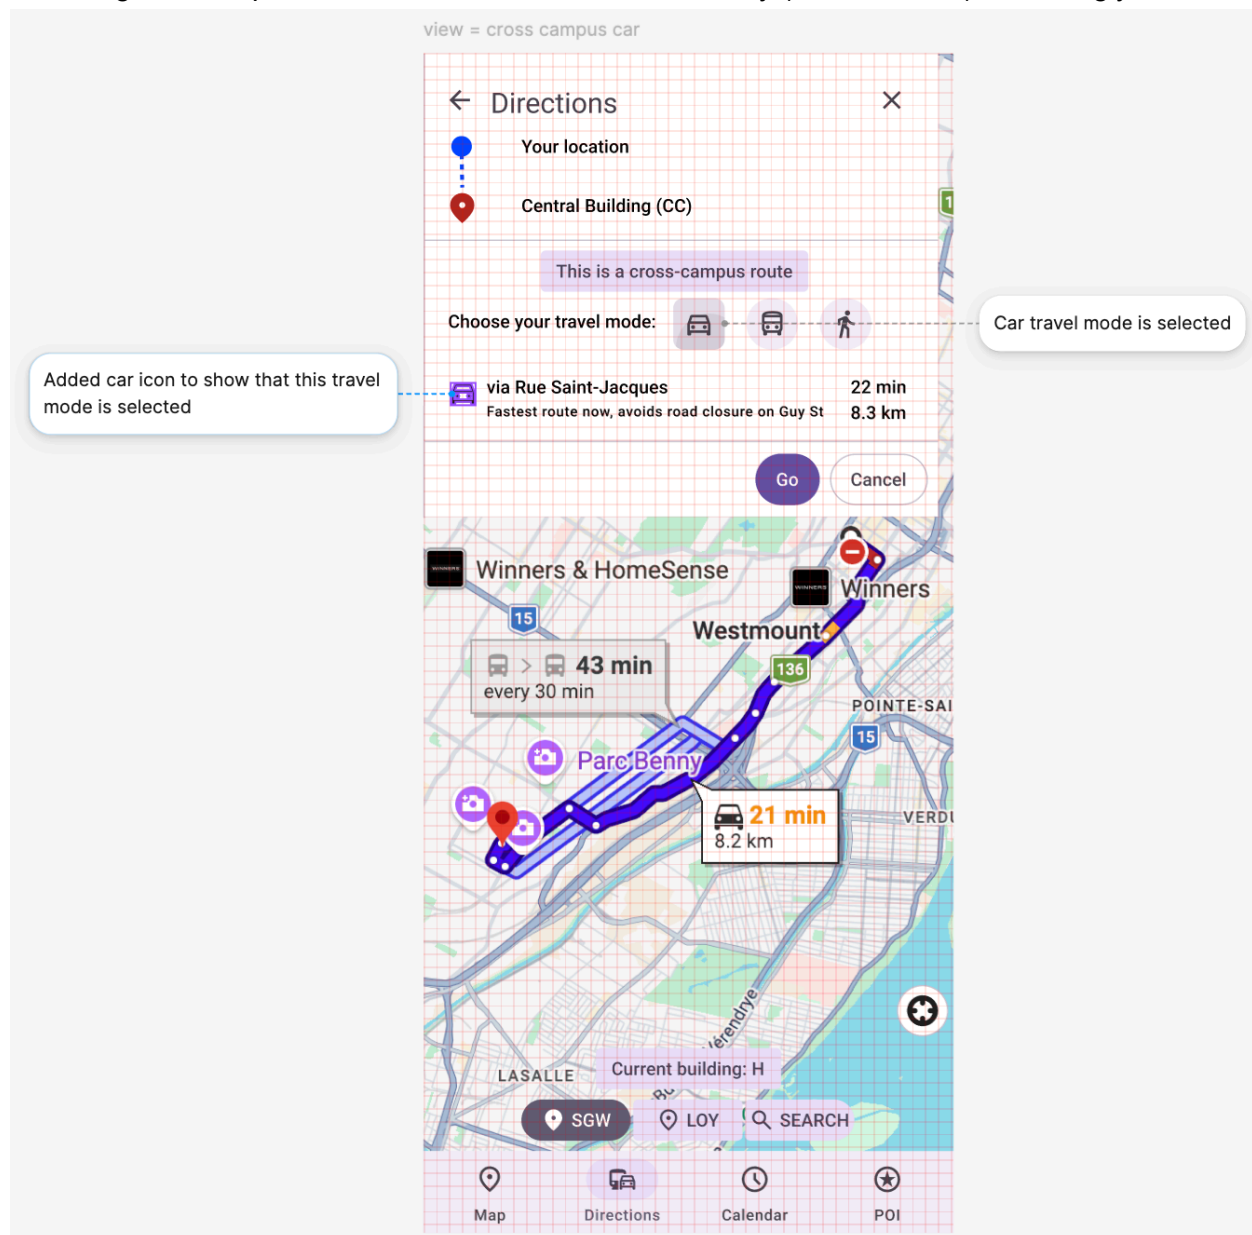 view = cross campus car
Directions
Your location
Central Building (CC)
This is a cross-campus route
Choose your travel mode:
Car travel mode is selected
Added car icon to show that this travel
mode is selected
via Rue Saint-Jacques
22 min
Fastest route now, avoids road closure on Guy St
8.3 km
Go
Cancel
WINNERS
Winners & HomeSense
WINNERS
Winners
15
Westmount
43 min
every 30 min
136
POINTE-SAI
15
Parc Benny
21 min
8.2 km
VERDU
Vérendrye
LASALLE
Current building: H
SGW
LOY
SEARCH
Map
Directions
Calendar
POI